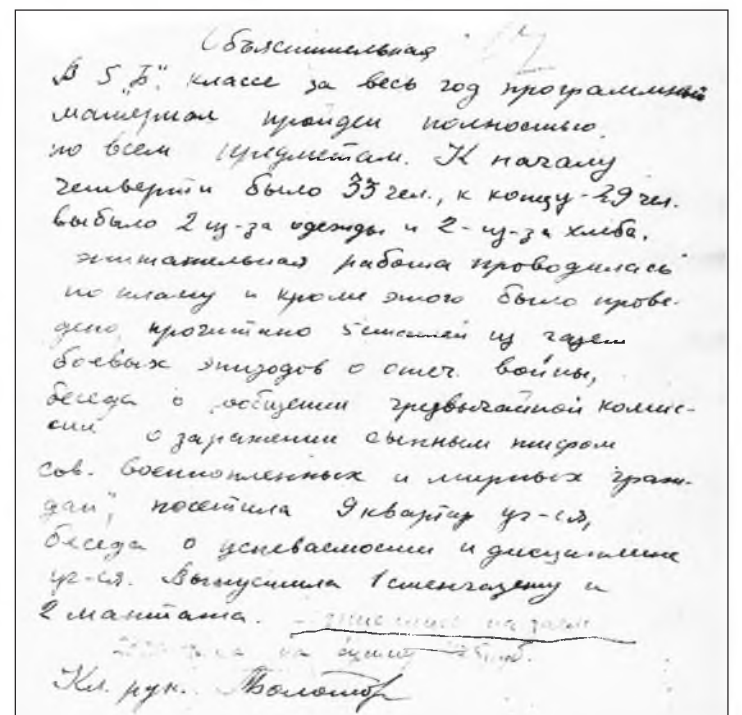 Объяснительная
В 5 „Б“. классе за весь год программный
материал пройден полностью
по всем предметам. К началу
четверти было 33 чел., к концу - 29 чел.
выбыло 2 из-за одежды и 2 - из-за хлеба.
работа проводилась
по плану и кроме этого было прове-
дено, прочитано 5 статей из газет
боевых эпизодов о отеч. войны,
беседа о „сообщении чрезвычайной комис-
сии о заражении сыпным тифом
сов. военнопленных и мирных граж-
дан“, посетила 9 квартир уч-ся,
беседа о успеваемости и дисциплине
уч-ся. Выпустила 1 стенгазету и
2 мантажа.
на сумму
Кл. рук.